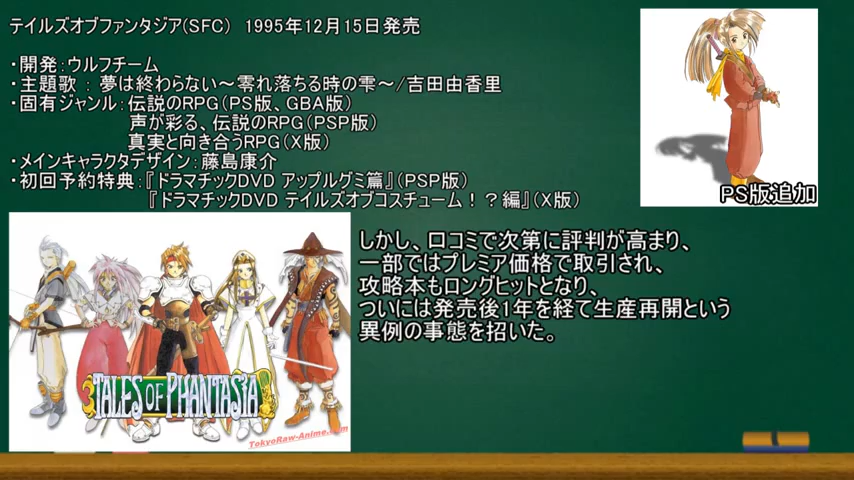 テイルズオブファンタジア(SFC)　1995年12月15日発売
・開発：ウルフチーム
・主題歌 ： 夢は終わらない～零れ落ちる時の雫～/吉田由香里
・固有ジャンル：伝説のRPG（PS版、GBA版）
声が彩る、伝説のRPG（PSP版）
真実と向き合うRPG（X版）
・メインキャラクタデザイン：藤島康介
・初回予約特典：『ドラマチックDVD アップルグミ篇』（PSP版）
『ドラマチックDVD テイルズオブコスチューム！？編』（X版）
PS版追加
しかし、口コミで次第に評判が高まり、
一部ではプレミア価格で取引され、
攻略本もロングヒットとなり、
ついには発売後1年を経て生産再開という
異例の事態を招いた。
TALES OF PHANTASIA
TokyoRaw-Anime.com